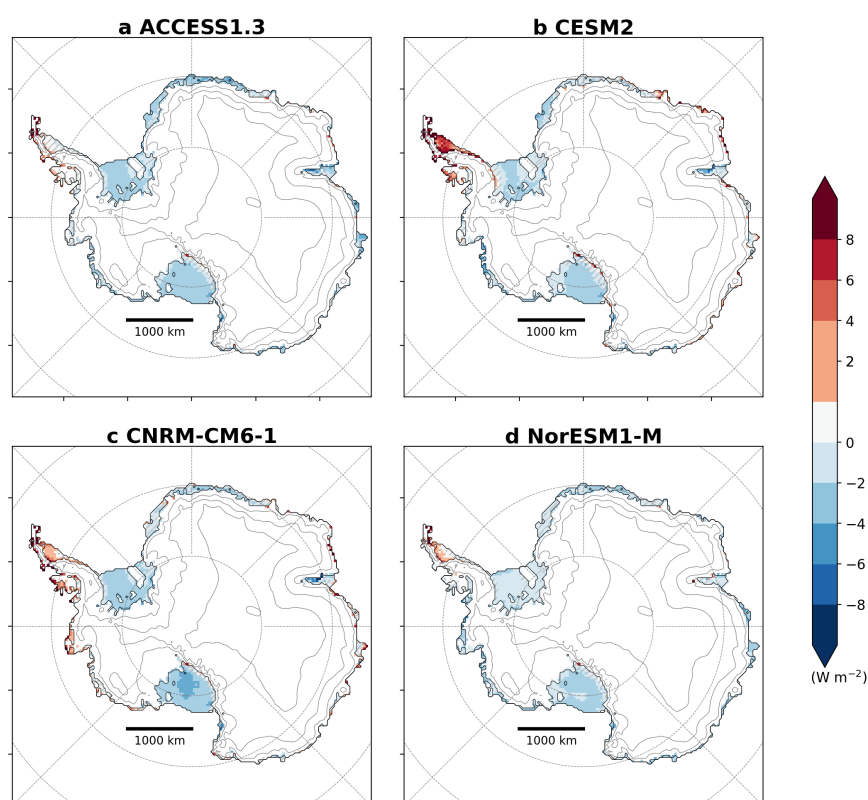 a ACCESS1.3
b CESM2
1000 km
1000 km
c CNRM-CM6-1
d NorESM1-M
1000 km
1000 km
8
6
4
2
0
−2
−4
−6
−8
(W m−2)